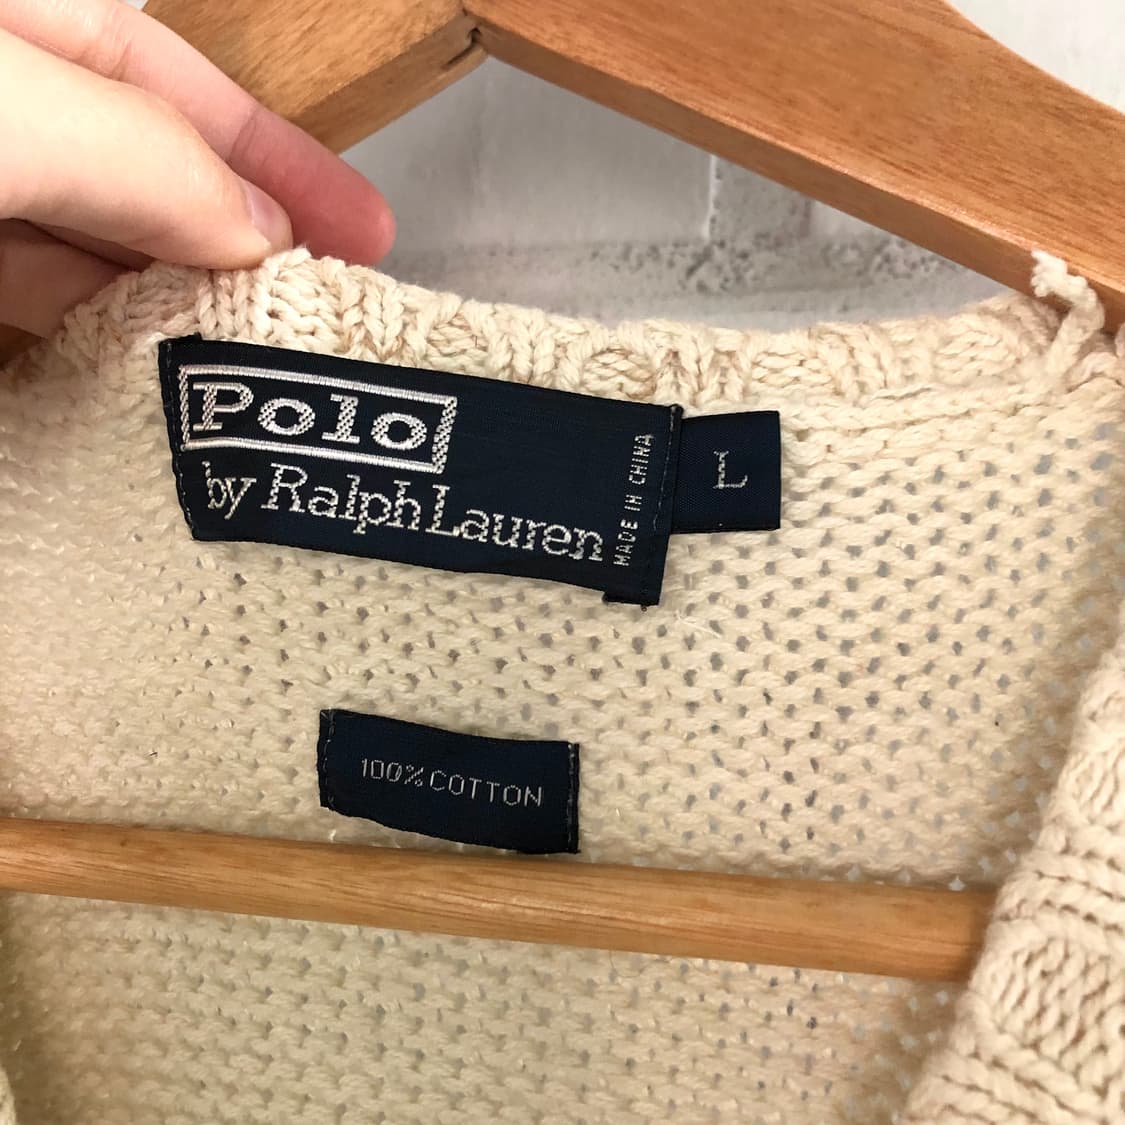 Polo
by Ralph Lauren
MADE IN CHINA
L
100% COTTON